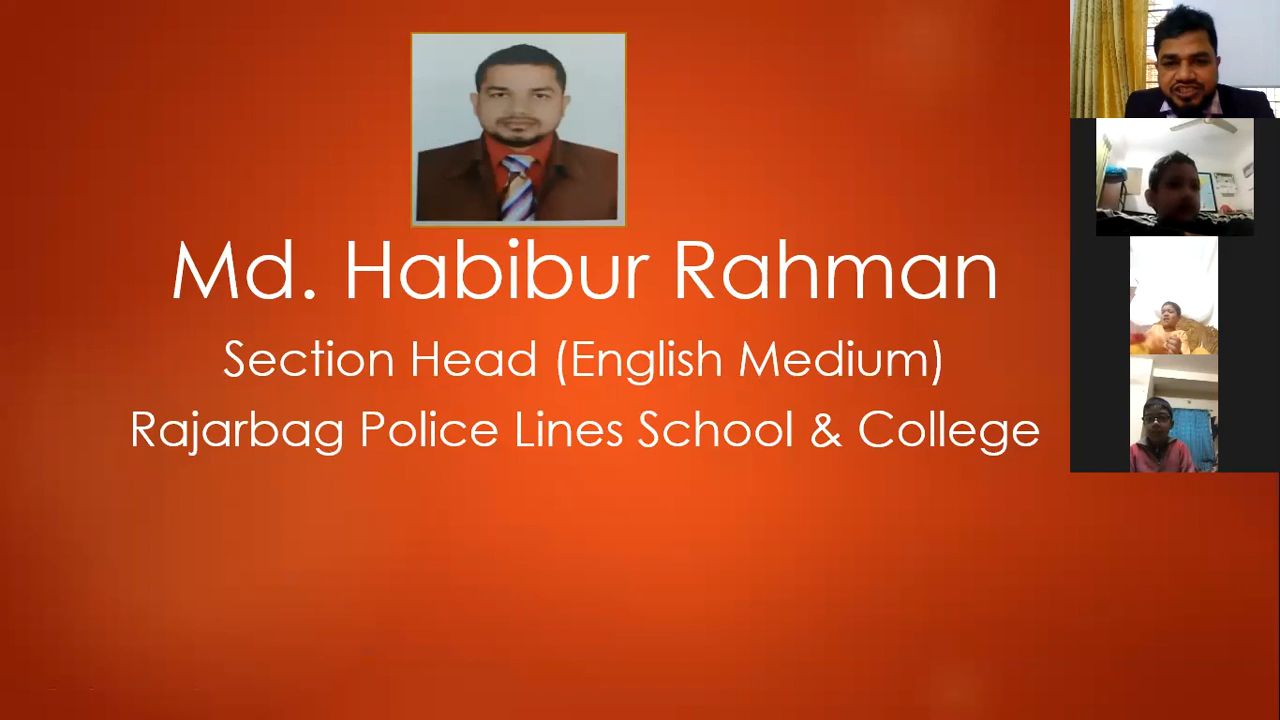 Md. Habibur Rahman
Section Head (English Medium)
Rajarbag Police Lines School & College